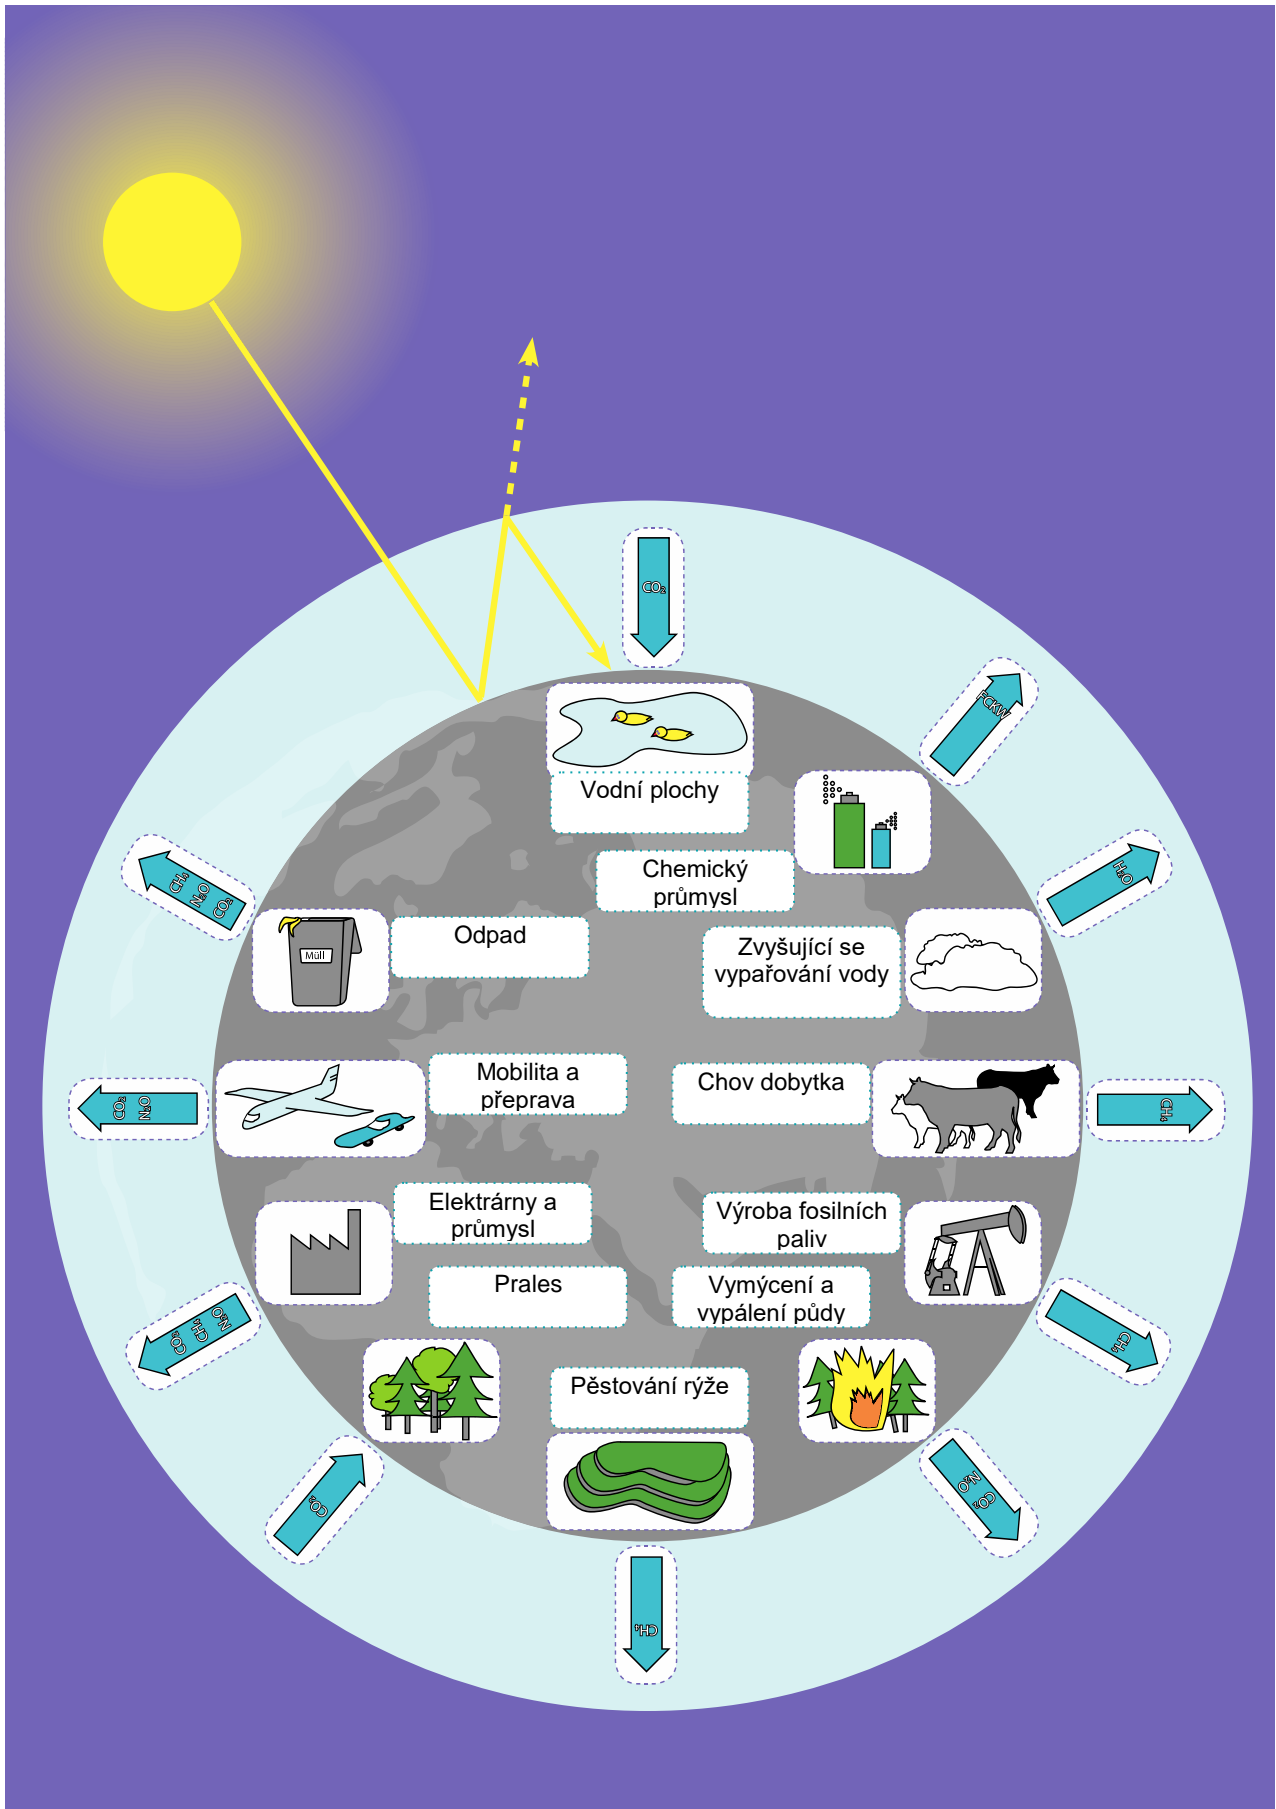 CO₂
FCKW
Vodní plochy
Chemický
průmysl
H₂O
CH₄
N₂O
CO₂
Odpad
Müll
Zvyšující se
vypařování vody
Mobilita a
přeprava
Chov dobytka
CO₂
N₂O
CH₄
Elektrárny a
průmysl
Výroba fosilních
paliv
Prales
Vymýcení a
vypálení půdy
N₂O
CH₄
CO₂
CH₄
Pěstování rýže
CO₂
N₂O
CO₂
CH₄